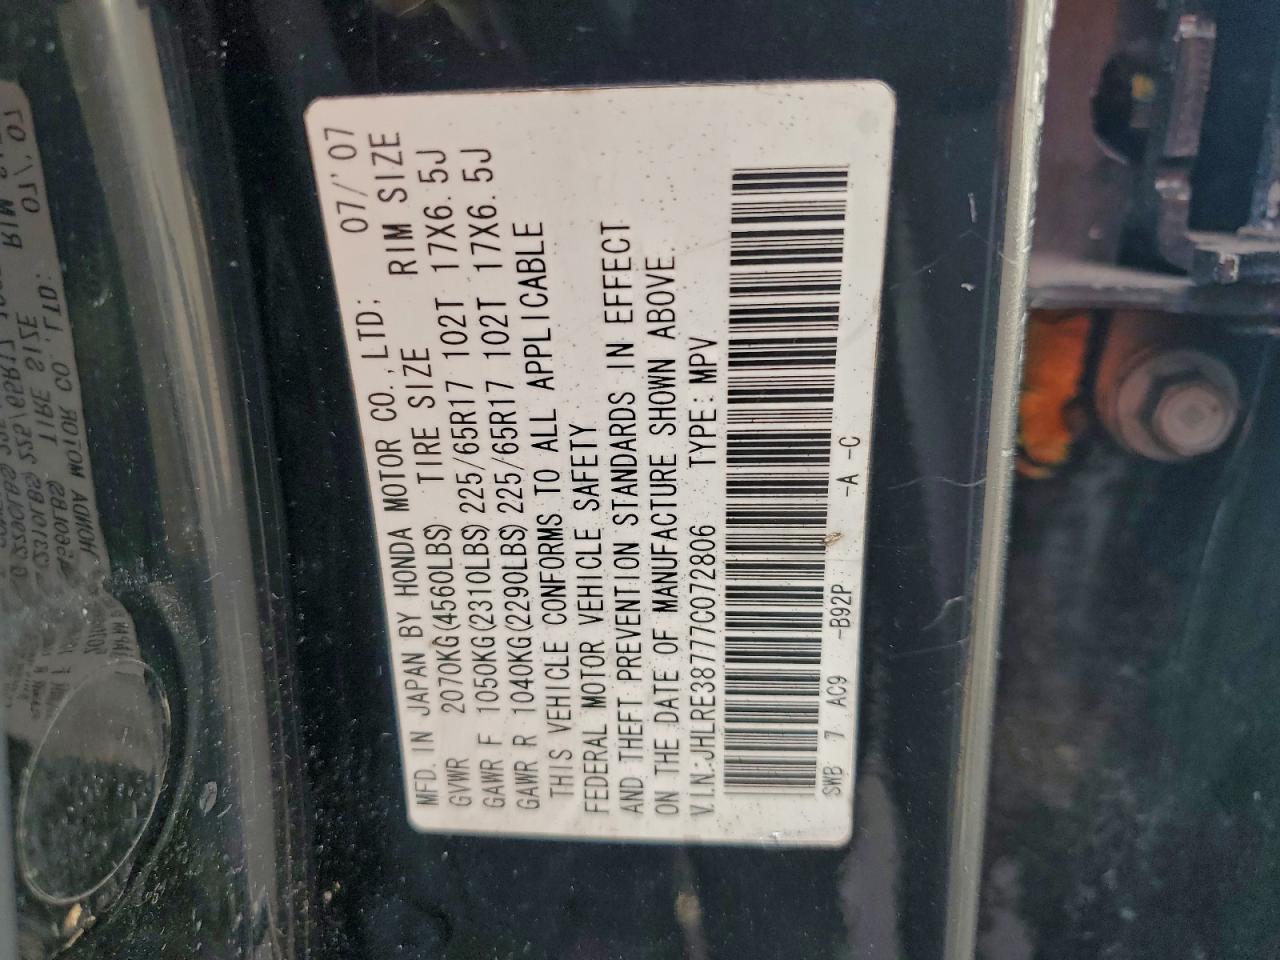 MFD. IN JAPAN BY HONDA MOTOR CO., LTD; 07/'07
GVWR 2070KG(4560LBS) TIRE SIZE RIM SIZE
GAWR F 1050KG(2310LBS) 225/65R17 102T 17X6.5J
GAWR R 1040KG(2290LBS) 225/65R17 102T 17X6.5J
THIS VEHICLE CONFORMS TO ALL APPLICABLE
FEDERAL MOTOR VEHICLE SAFETY
AND THEFT PREVENTION STANDARDS IN EFFECT
ON THE DATE OF MANUFACTURE SHOWN ABOVE.
V.I.N:JHLRE38777C072806 TYPE:MPV
SWB 7 AC9 -B92P -A -C